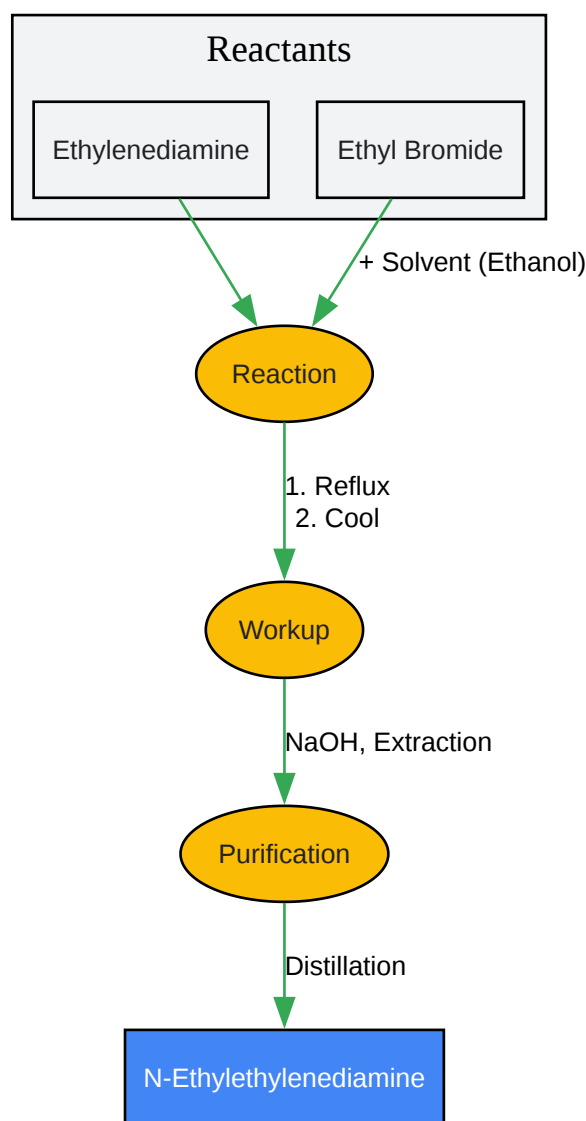 Reactants
Ethylenediamine
Ethyl Bromide
+ Solvent (Ethanol)
Reaction
1. Reflux
2. Cool
Workup
NaOH, Extraction
Purification
Distillation
N-Ethylethylenediamine